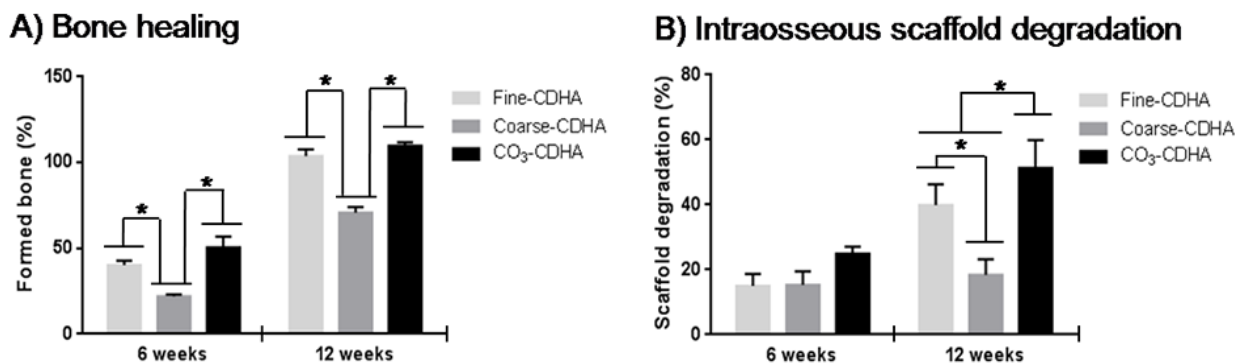 A) Bone healing
Formed bone (%)
150
100
50
0
*
*
*
*
6 weeks
12 weeks
Fine-CDHA
Coarse-CDHA
CO₃-CDHA
B) Intraosseous scaffold degradation
Scaffold degradation (%)
80
60
40
20
0
*
*
6 weeks
12 weeks
Fine-CDHA
Coarse-CDHA
CO₃-CDHA